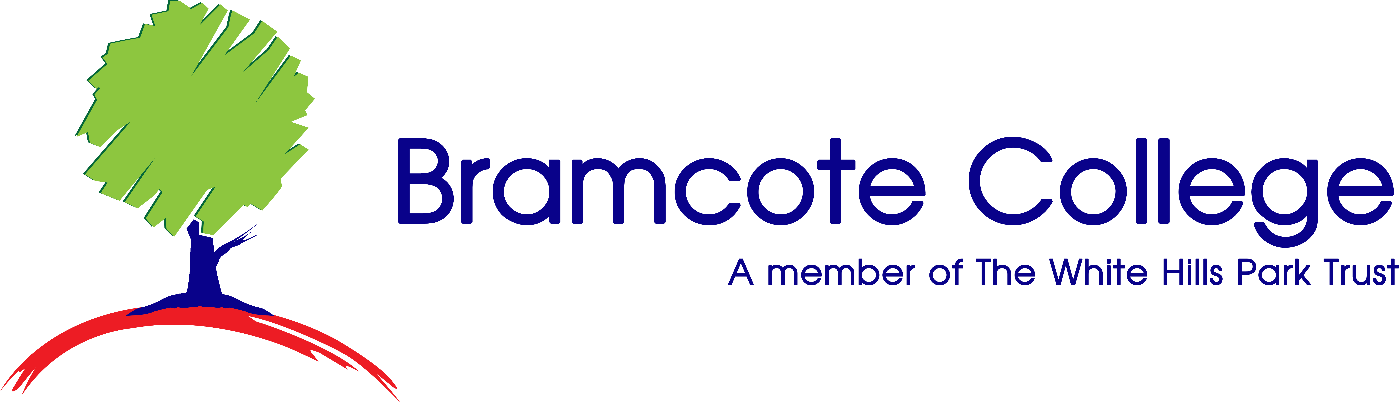 Bramcote College
A member of The White Hills Park Trust